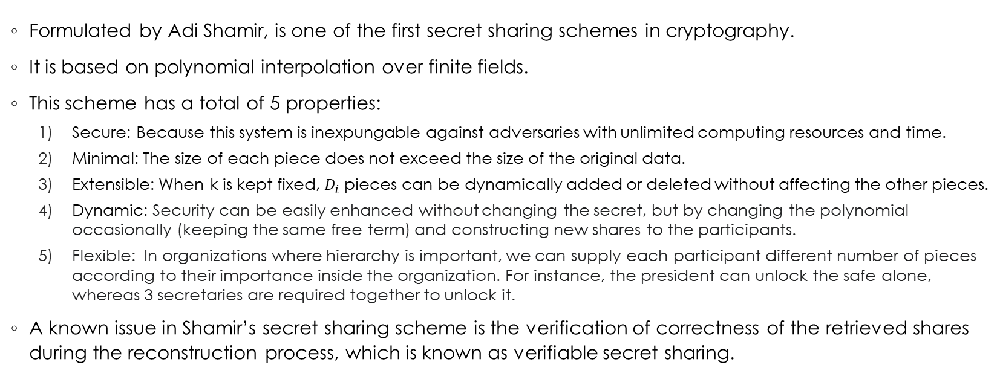 ◦ Formulated by Adi Shamir, is one of the first secret sharing schemes in cryptography.
◦ It is based on polynomial interpolation over finite fields.
◦ This scheme has a total of 5 properties:
1) Secure: Because this system is inexpungable against adversaries with unlimited computing resources and time.
2) Minimal: The size of each piece does not exceed the size of the original data.
3) Extensible: When k is kept fixed, Dᵢ pieces can be dynamically added or deleted without affecting the other pieces.
4) Dynamic: Security can be easily enhanced without changing the secret, but by changing the polynomial
occasionally (keeping the same free term) and constructing new shares to the participants.
5) Flexible: In organizations where hierarchy is important, we can supply each participant different number of pieces
according to their importance inside the organization. For instance, the president can unlock the safe alone,
whereas 3 secretaries are required together to unlock it.
◦ A known issue in Shamir’s secret sharing scheme is the verification of correctness of the retrieved shares
during the reconstruction process, which is known as verifiable secret sharing.